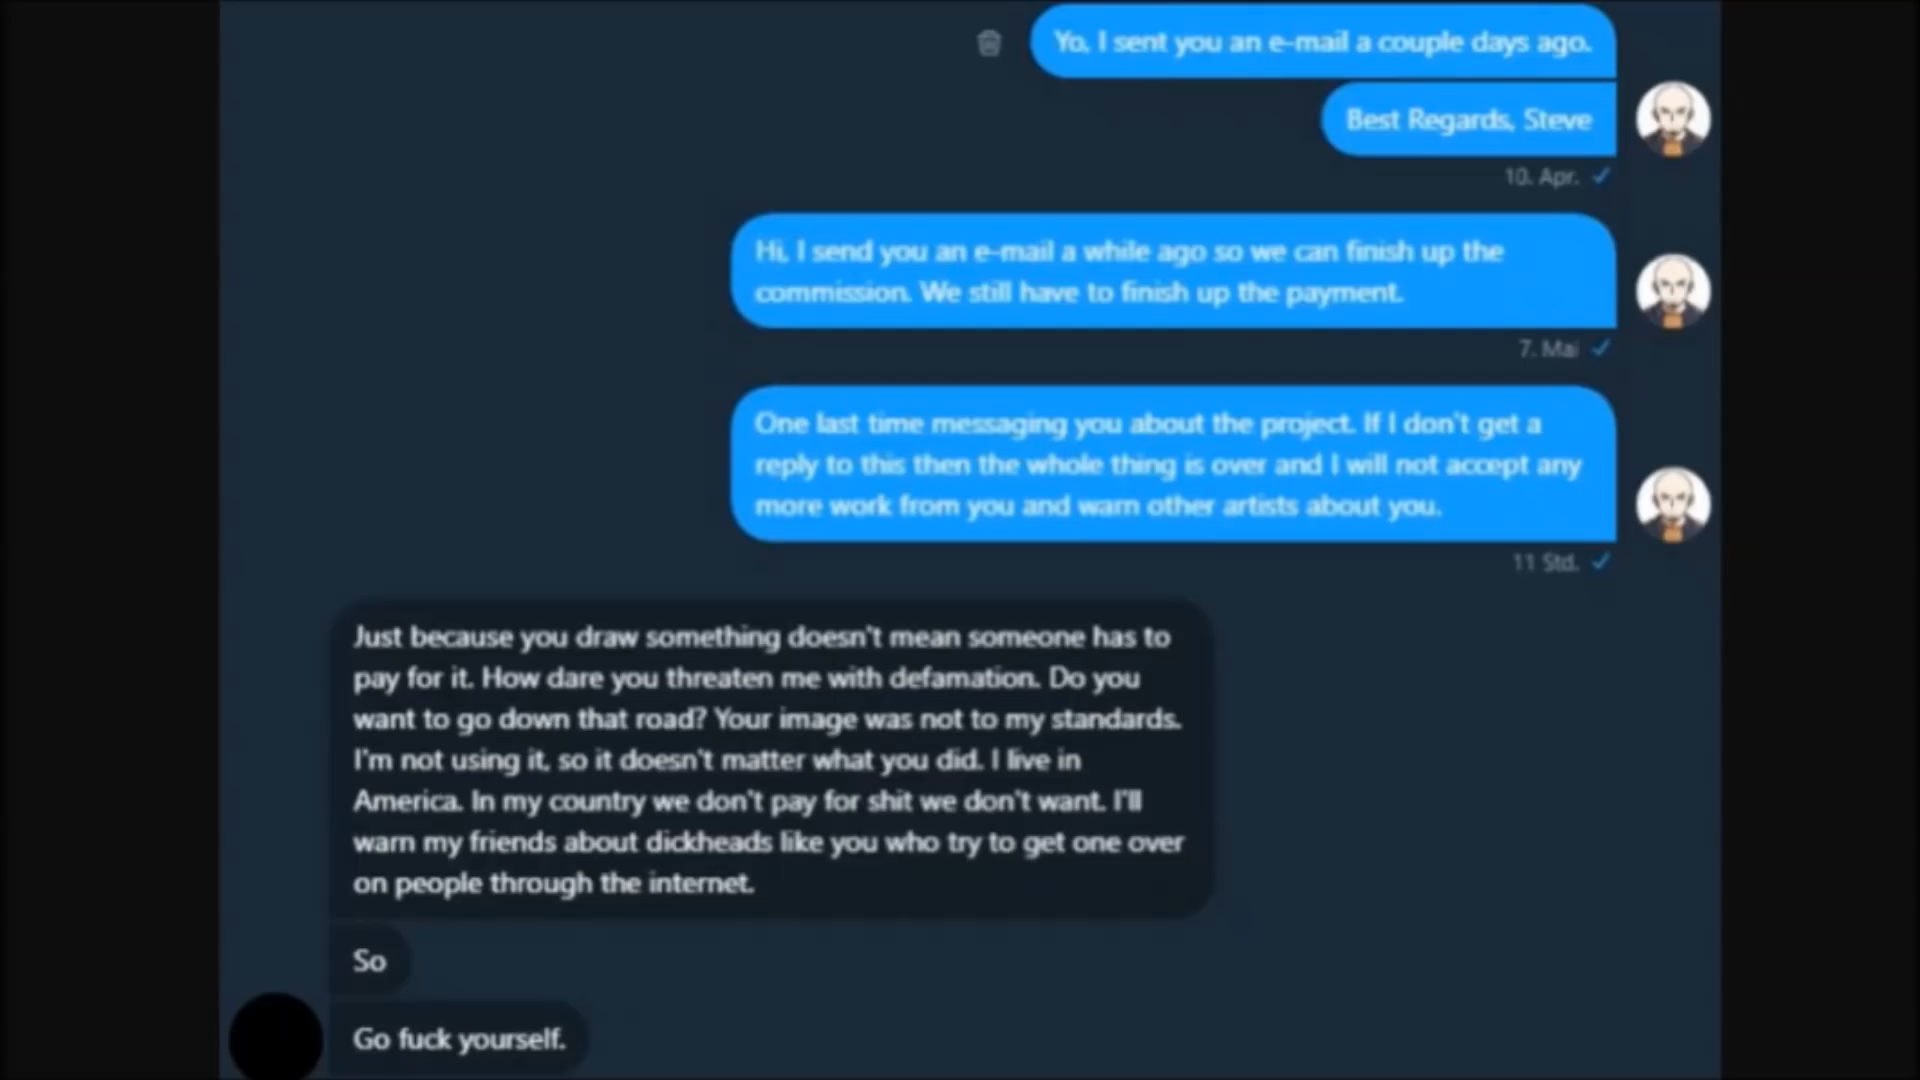 Yo, I sent you an e-mail a couple days ago.
Best Regards, Steve
10. Apr.
Hi, I send you an e-mail a while ago so we can finish up the
commission. We still have to finish up the payment.
7. Mai
One last time messaging you about the project. If I don't get a
reply to this then the whole thing is over and I will not accept any
more work from you and warn other artists about you.
11 Std.
Just because you draw something doesn't mean someone has to
pay for it. How dare you threaten me with defamation. Do you
want to go down that road? Your image was not to my standards.
I'm not using it, so it doesn't matter what you did. I live in
America. In my country we don't pay for shit we don't want. I'll
warn my friends about dickheads like you who try to get one over
on people through the internet.
So
Go fuck yourself.